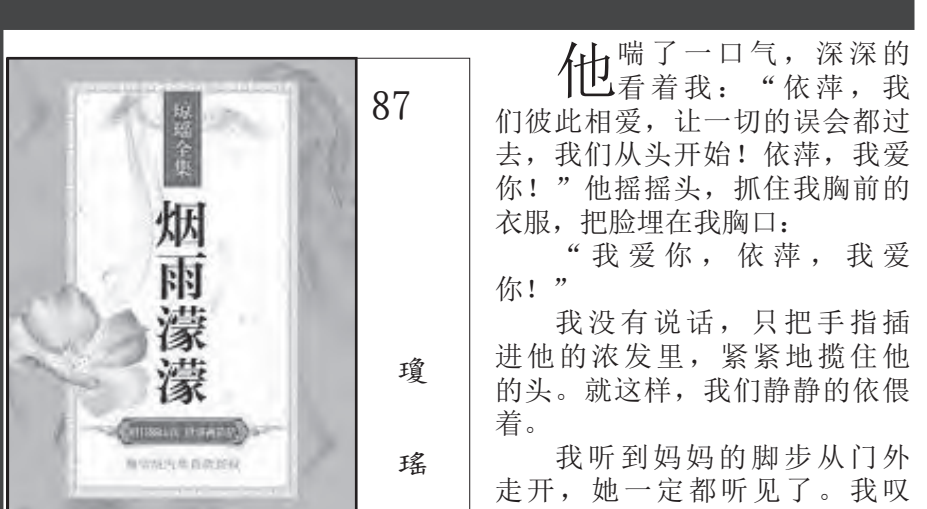 琼瑶全集
烟雨濛濛
87
瓊
瑤
他喘了一口气，深深的
看着我：“依萍，我
们彼此相爱，让一切的误会都过
去，我们从头开始！依萍，我爱
你！”他摇摇头，抓住我胸前的
衣服，把脸埋在我胸口：
“我爱你，依萍，我爱
你！”
我没有说话，只把手指插
进他的浓发里，紧紧地揽住他
的头。就这样，我们静静的依偎
着。
我听到妈妈的脚步从门外
走开，她一定都听见了。我叹